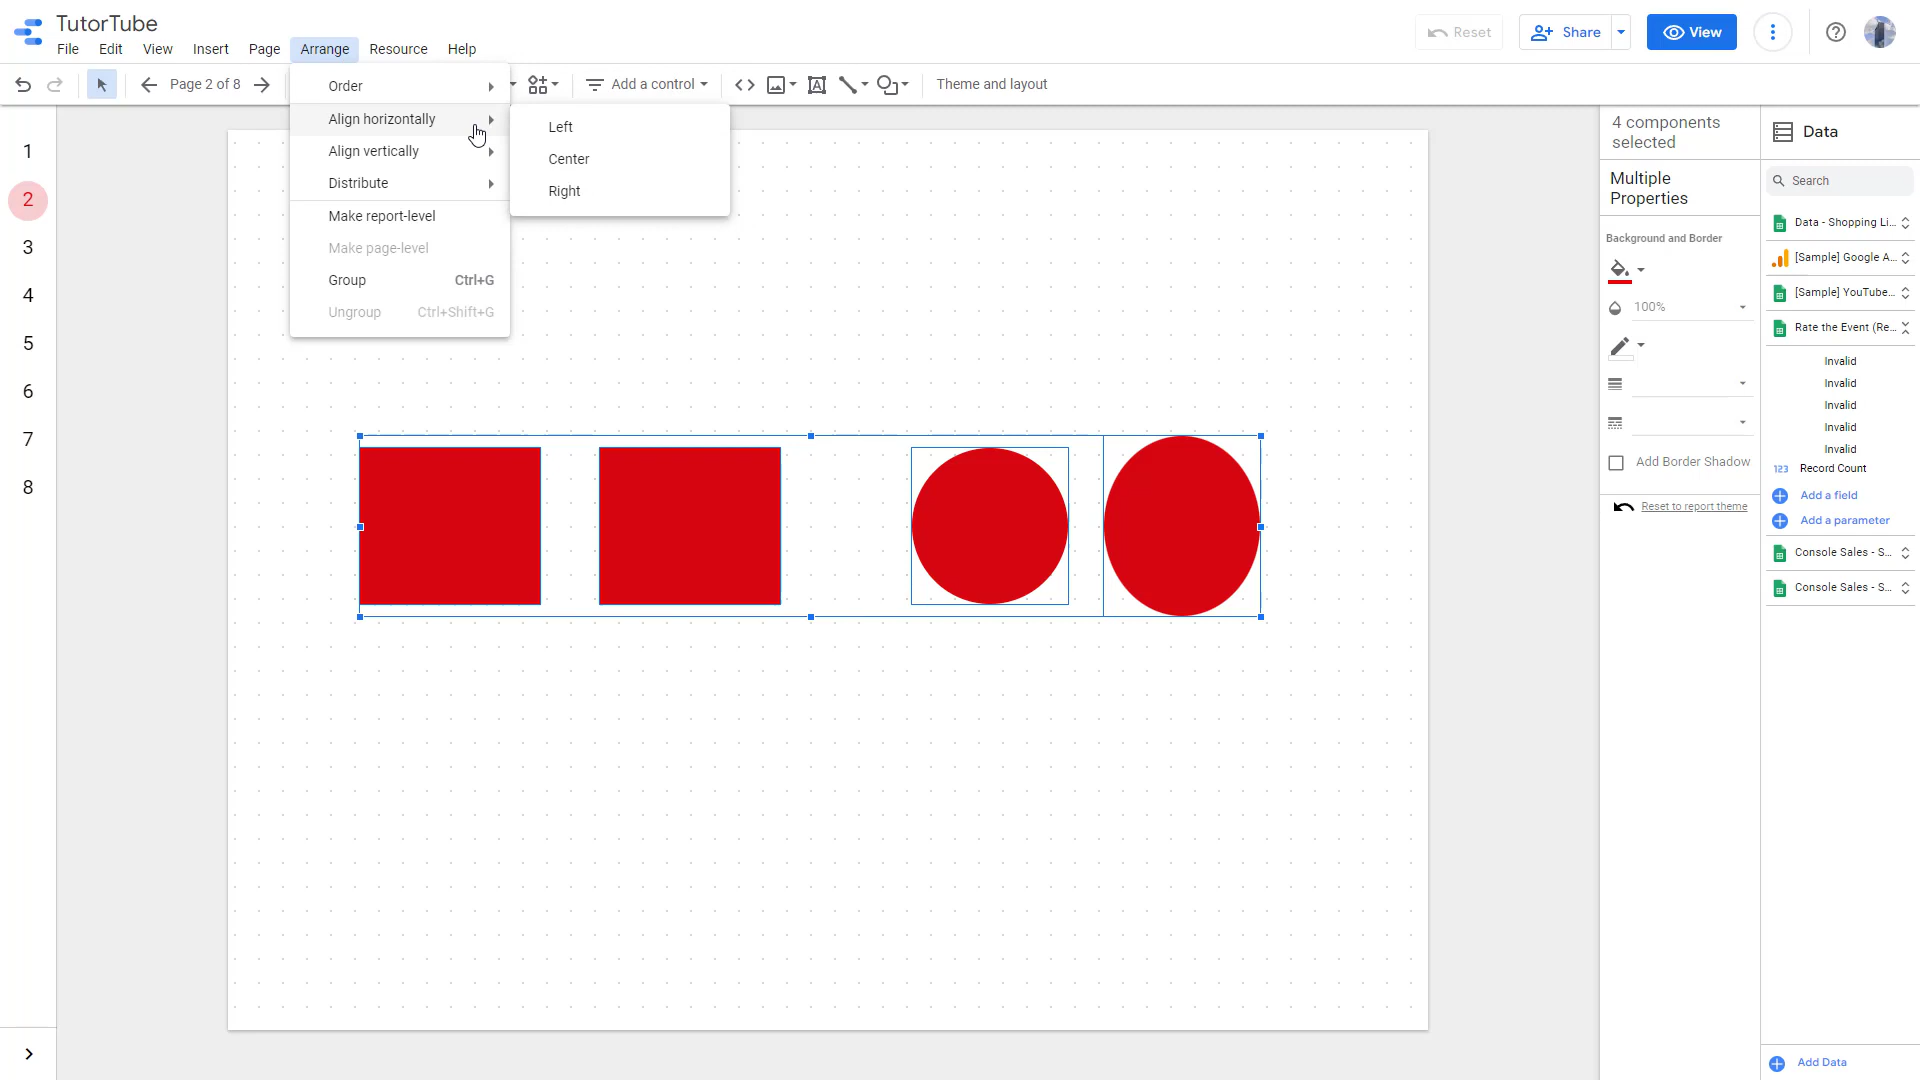 TutorTube
File Edit View Insert Page Arrange Resource Help
Reset Share View
Page 2 of 8
Add a control
Theme and layout
Order
Align horizontally
Align vertically
Distribute
Make report-level
Make page-level
Group Ctrl+G
Ungroup Ctrl+Shift+G
Left
Center
Right
1
2
3
4
5
6
7
8
4 components
selected
Multiple
Properties
Background and Border
100%
Add Border Shadow
Reset to report theme
Data
Search
Data - Shopping Li...
[Sample] Google A...
[Sample] YouTube...
Rate the Event (Re...
Invalid
Invalid
Invalid
Invalid
Invalid
123 Record Count
Add a field
Add a parameter
Console Sales - S...
Console Sales - S...
Add Data